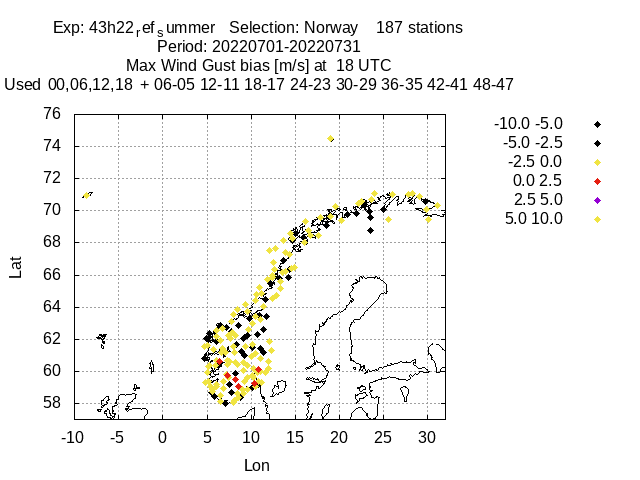 Exp: 43h22refsummer Selection: Norway 187 stations
Period: 20220701-20220731
Max Wind Gust bias [m/s] at 18 UTC
Used 00,06,12,18 + 06-05 12-11 18-17 24-23 30-29 36-35 42-41 48-47
-10.0 -5.0
-5.0 -2.5
-2.5 0.0
0.0 2.5
2.5 5.0
5.0 10.0
76
74
72
70
68
66
64
62
60
58
Lat
-10 -5 0 5 10 15 20 25 30
Lon